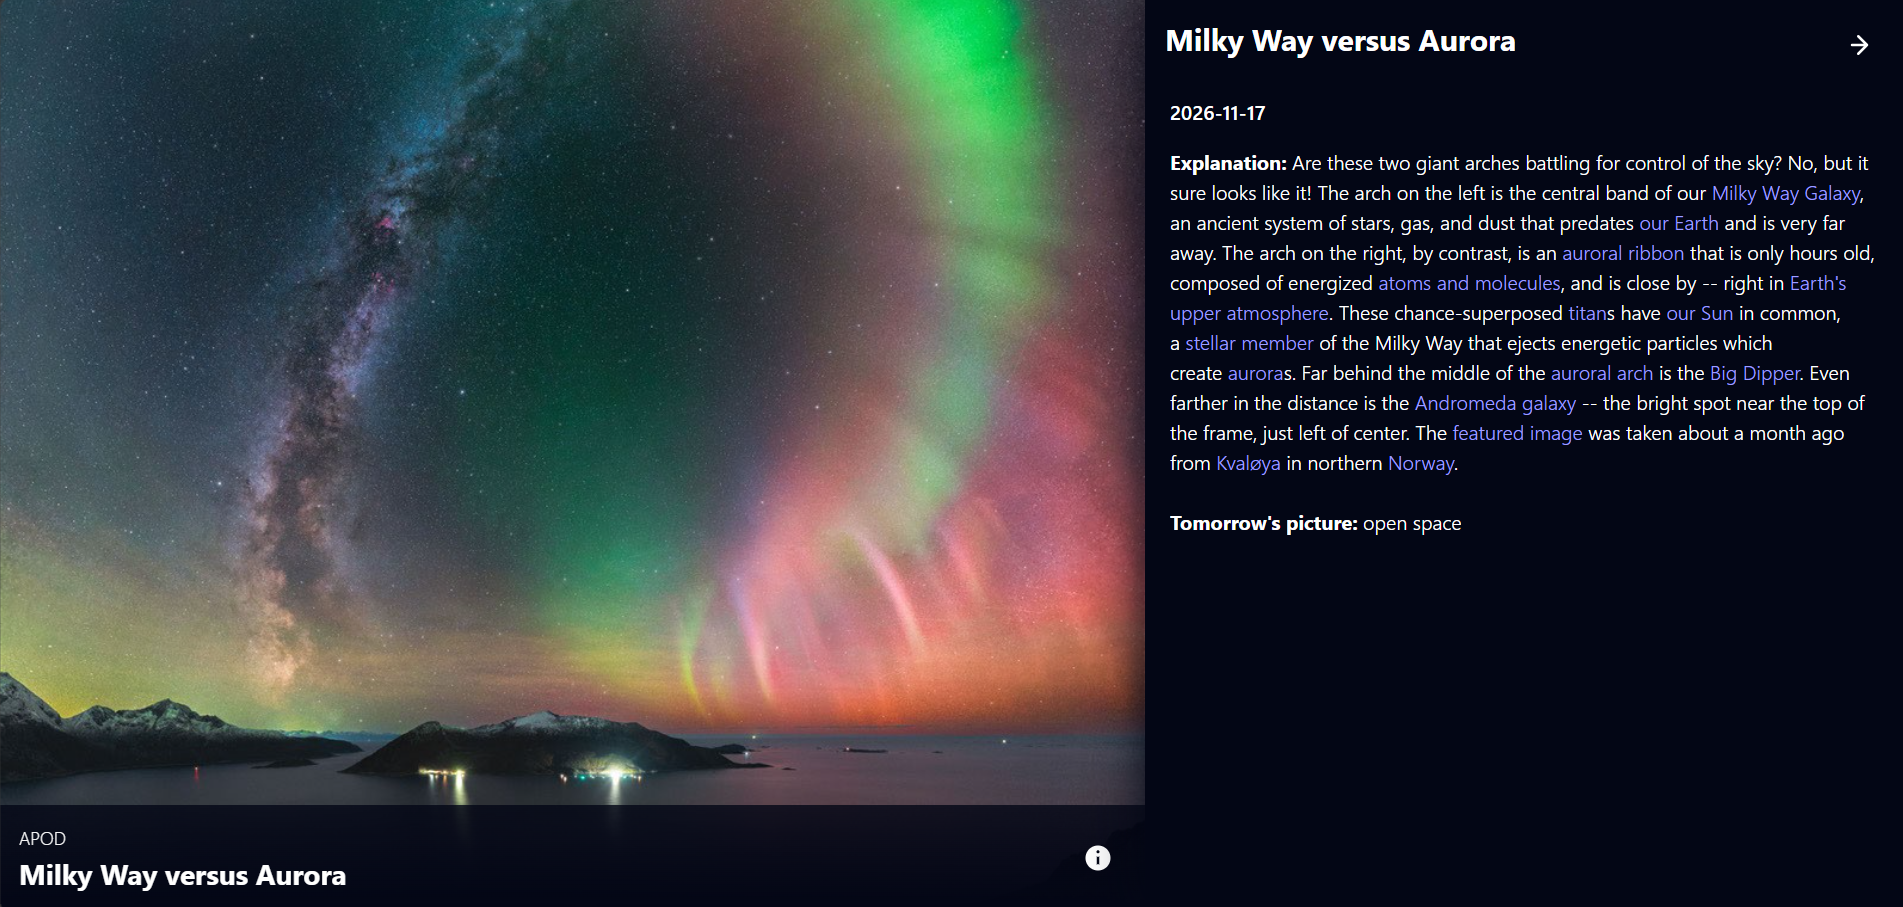 APOD
Milky Way versus Aurora
Milky Way versus Aurora
2026-11-17
Explanation: Are these two giant arches battling for control of the sky? No, but it
sure looks like it! The arch on the left is the central band of our Milky Way Galaxy,
an ancient system of stars, gas, and dust that predates our Earth and is very far
away. The arch on the right, by contrast, is an auroral ribbon that is only hours old,
composed of energized atoms and molecules, and is close by -- right in Earth's
upper atmosphere. These chance-superposed titans have our Sun in common,
a stellar member of the Milky Way that ejects energetic particles which
create auroras. Far behind the middle of the auroral arch is the Big Dipper. Even
farther in the distance is the Andromeda galaxy -- the bright spot near the top of
the frame, just left of center. The featured image was taken about a month ago
from Kvaløya in northern Norway.
Tomorrow's picture: open space